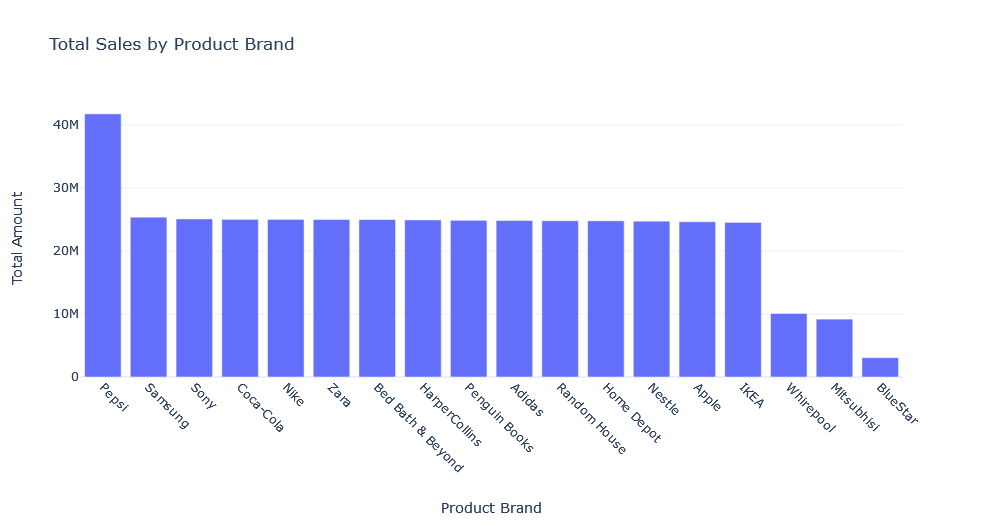 Total Sales by Product Brand
40M
30M
20M
10M
0
Total Amount
Pepsi
Samsung
Sony
Coca-Cola
Nike
Zara
Bed Bath & Beyond
HarperCollins
Penguin Books
Adidas
Random House
Home Depot
Nestle
Apple
IKEA
Whirepool
Mitsubhisi
BlueStar
Product Brand